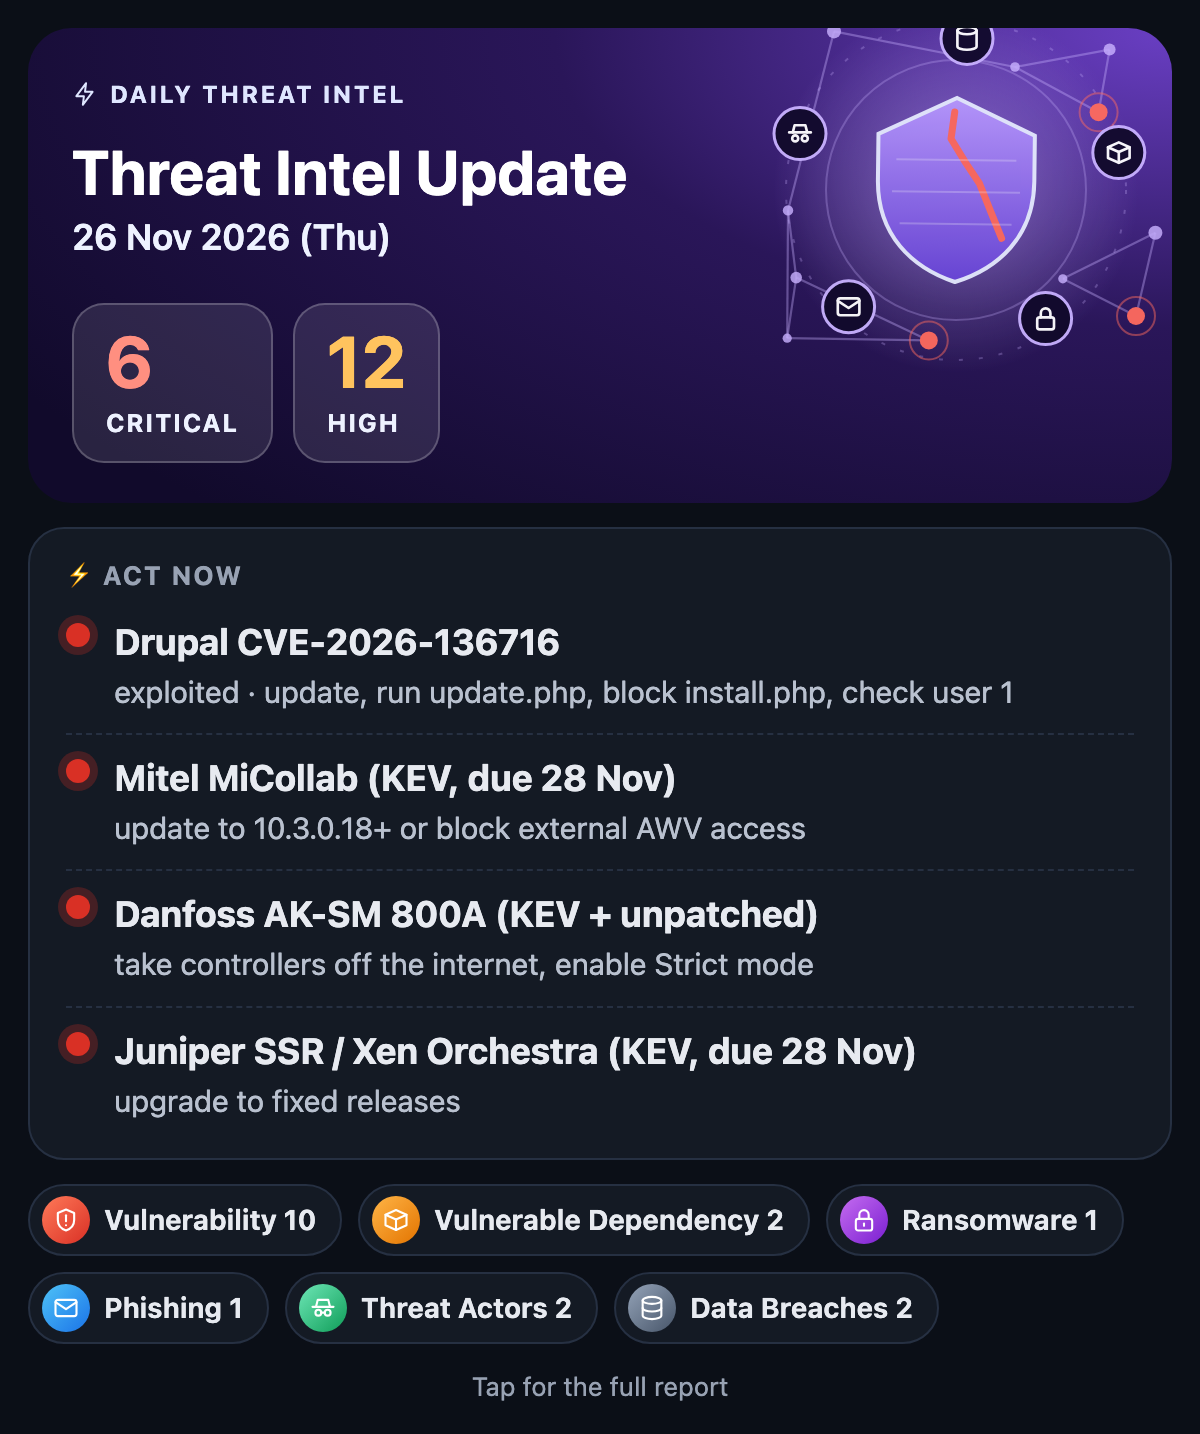 DAILY THREAT INTEL
Threat Intel Update
26 Nov 2026 (Thu)
6
CRITICAL
12
HIGH
ACT NOW
Drupal CVE-2026-136716
exploited · update, run update.php, block install.php, check user 1
Mitel MiCollab (KEV, due 28 Nov)
update to 10.3.0.18+ or block external AWV access
Danfoss AK-SM 800A (KEV + unpatched)
take controllers off the internet, enable Strict mode
Juniper SSR / Xen Orchestra (KEV, due 28 Nov)
upgrade to fixed releases
Vulnerability 10
Vulnerable Dependency 2
Ransomware 1
Phishing 1
Threat Actors 2
Data Breaches 2
Tap for the full report